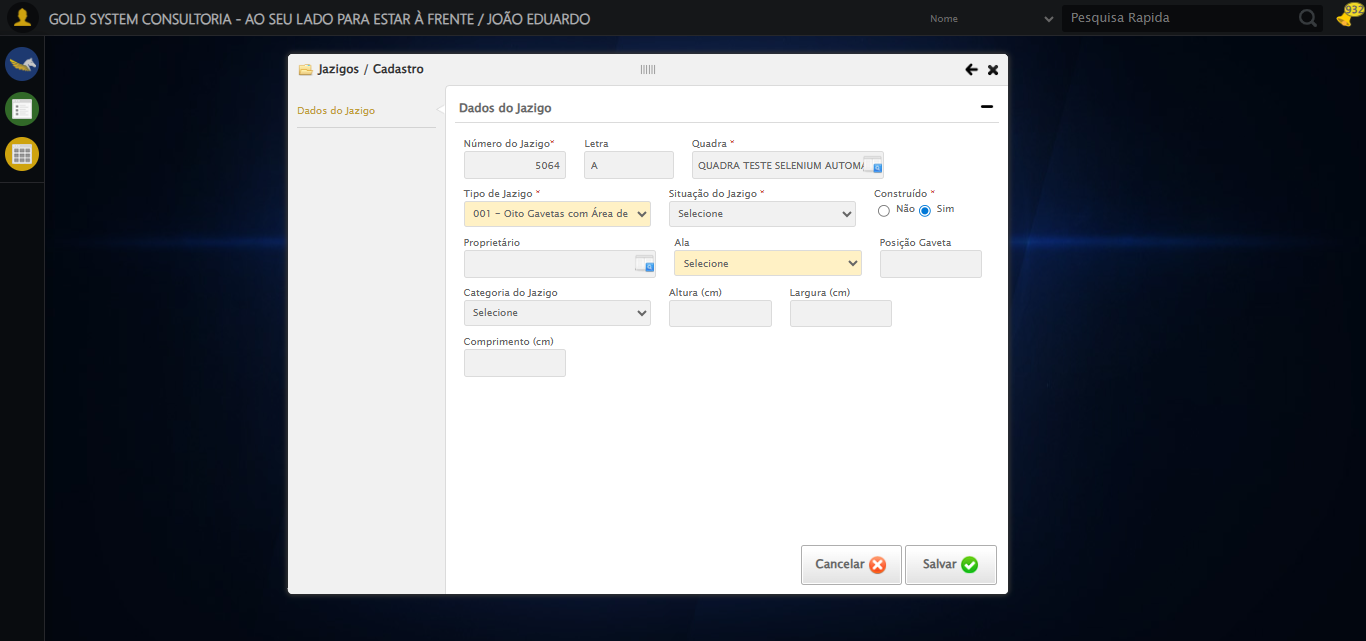 GOLD SYSTEM CONSULTORIA - AO SEU LADO PARA ESTAR À FRENTE / JOÃO EDUARDO
Nome
Pesquisa Rapida
932
Jazigos / Cadastro
Dados do Jazigo
Dados do Jazigo
Número do Jazigo* Letra Quadra *
5064 A QUADRA TESTE SELENIUM AUTOMA
Tipo de Jazigo * Situação do Jazigo * Construído *
001 - Oito Gavetas com Área de Selecione Não Sim
Proprietário Ala Posição Gaveta
Selecione
Categoria do Jazigo Altura (cm) Largura (cm)
Selecione
Comprimento (cm)
Cancelar Salvar